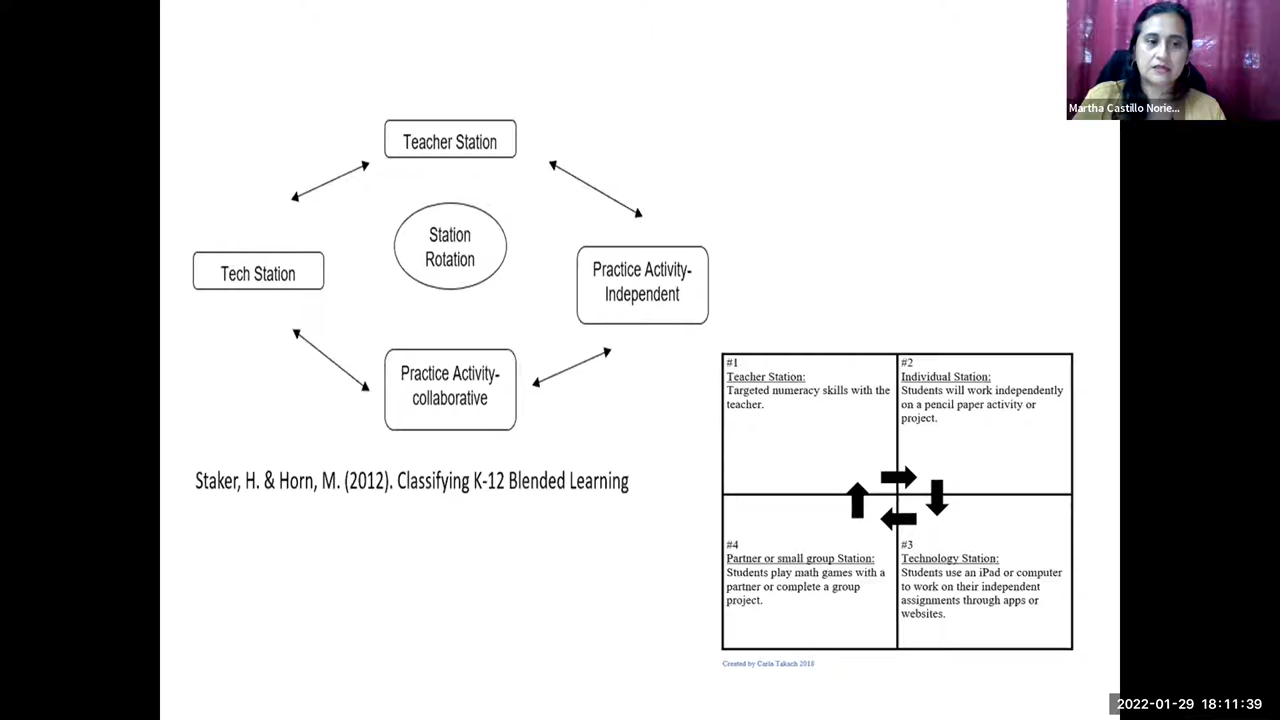 Martha Castillo Norie...
Teacher Station
Station
Rotation
Tech Station
Practice Activity-
Independent
Practice Activity-
collaborative
Staker, H. & Horn, M. (2012). Classifying K-12 Blended Learning
#1
Teacher Station:
Targeted numeracy skills with the
teacher.
#2
Individual Station:
Students will work independently
on a pencil paper activity or
project.
#4
Partner or small group Station:
Students play math games with a
partner or complete a group
project.
#3
Technology Station:
Students use an iPad or computer
to work on their independent
assignments through apps or
websites.
Created by Carla Takach 2018
2022-01-29 18:11:39